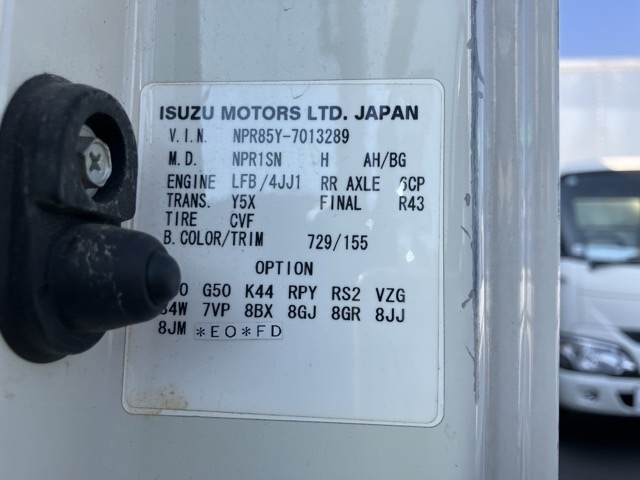 ISUZU MOTORS LTD. JAPAN
V.I.N. NPR85Y-7013289
M.D. NPR1SN H AH/BG
ENGINE LFB/4JJ1 RR AXLE 6CP
TRANS. Y5X FINAL R43
TIRE CVF
B.COLOR/TRIM 729/155
OPTION
G50 K44 RPY RS2 VZG
7VP 8BX 8GJ 8GR 8JJ
8JM *EO*FD